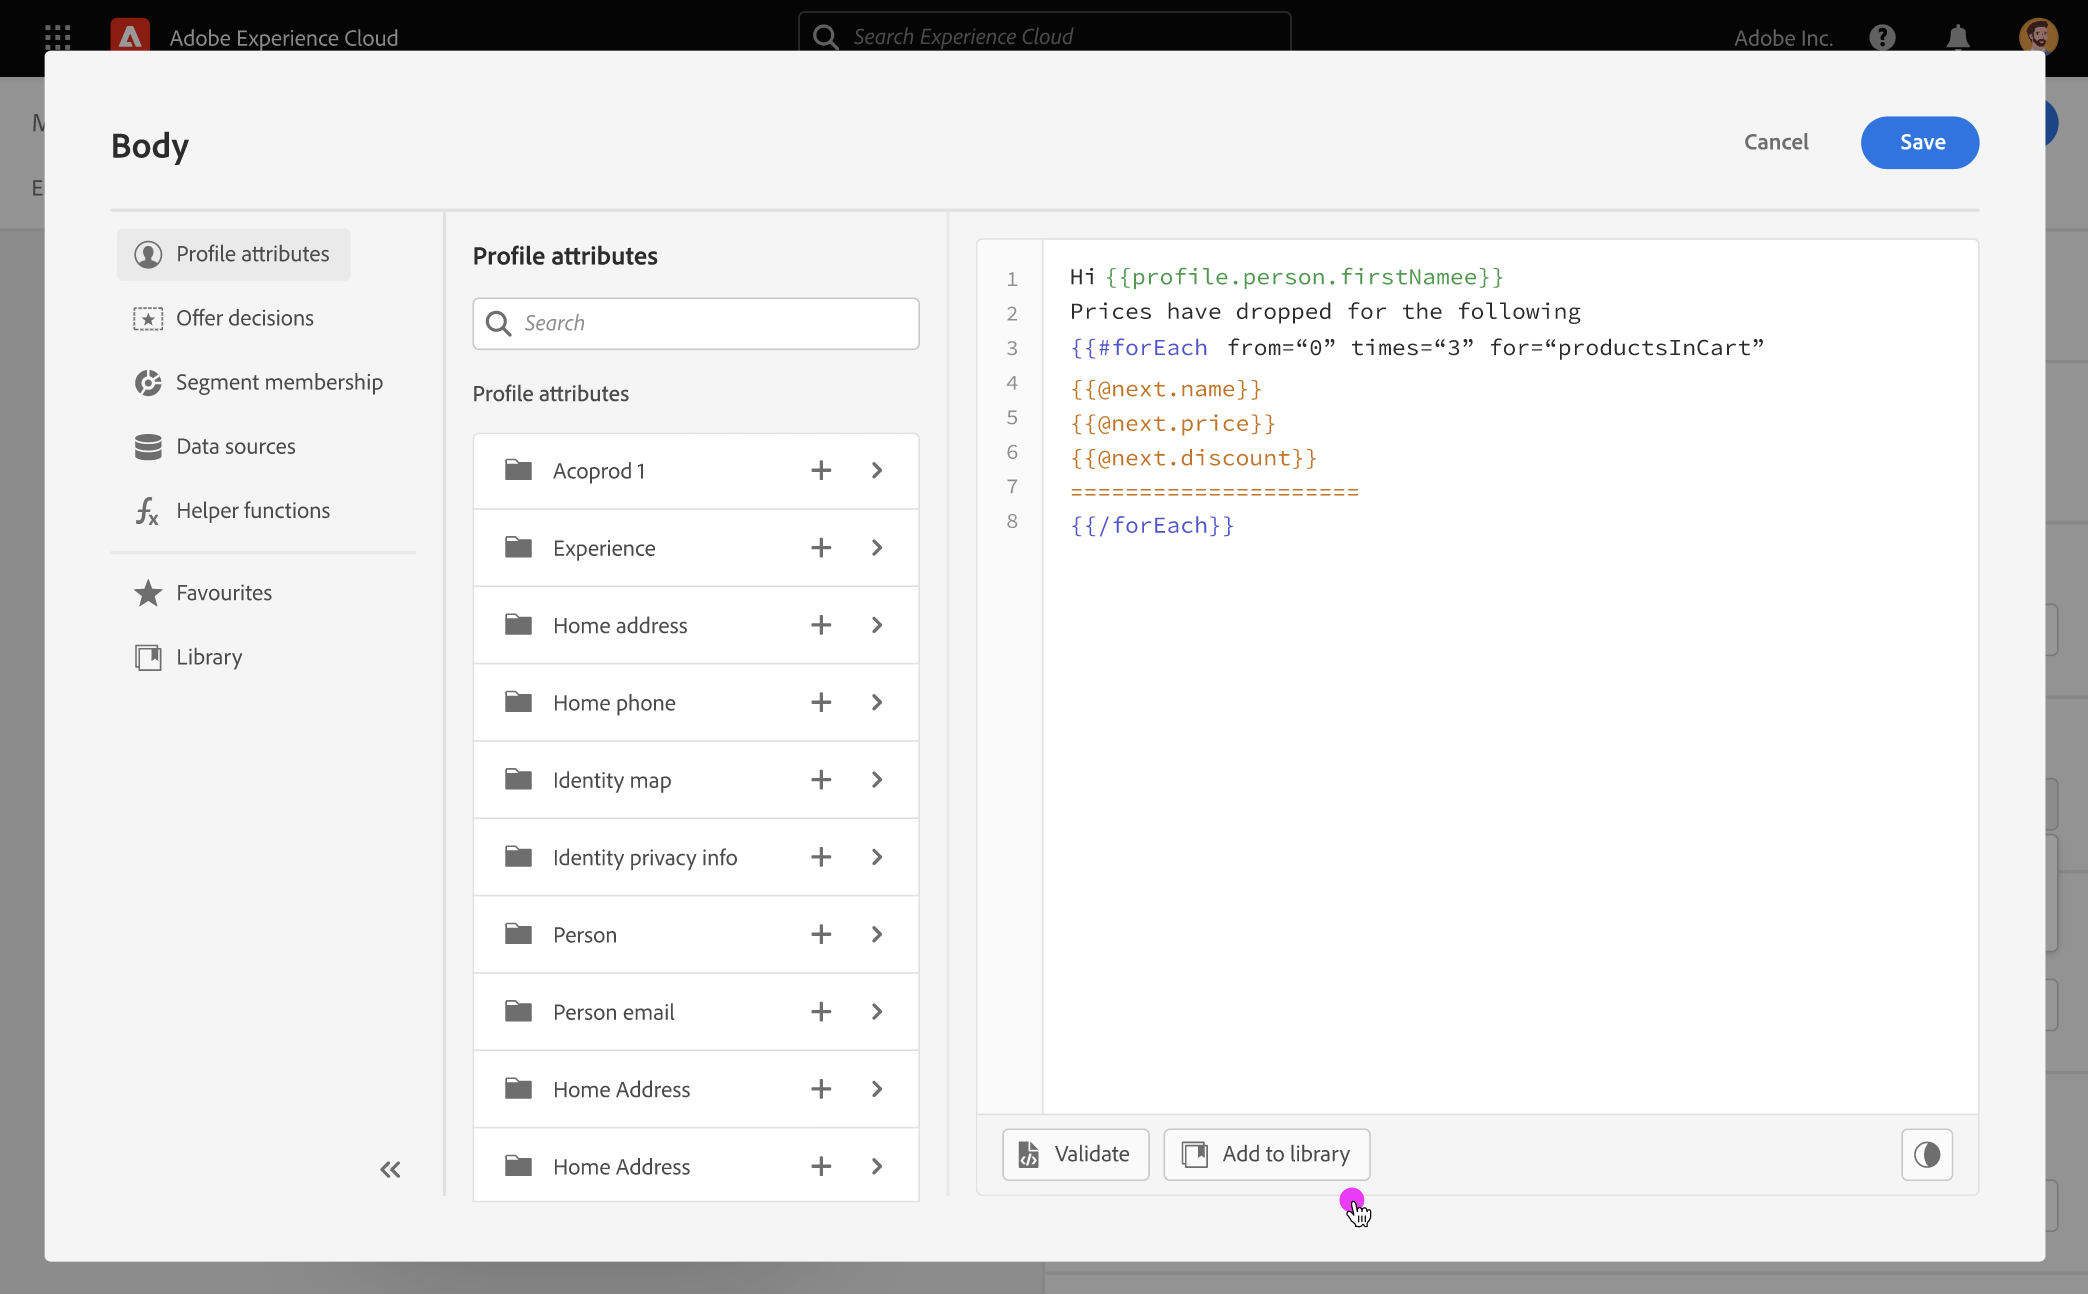 Adobe Experience Cloud
Search Experience Cloud
Adobe Inc.
Body
Cancel
Save
Profile attributes
Offer decisions
Segment membership
Data sources
Helper functions
Favourites
Library
Profile attributes
Search
Profile attributes
Acoprod 1
Experience
Home address
Home phone
Identity map
Identity privacy info
Person
Person email
Home Address
Home Address
1 Hi {{profile.person.firstNamee}}
2 Prices have dropped for the following
3 {{#forEach from=“0” times=“3” for=“productsInCart”
4 {{@next.name}}
5 {{@next.price}}
6 {{@next.discount}}
7 =====================
8 {{/forEach}}
Validate
Add to library